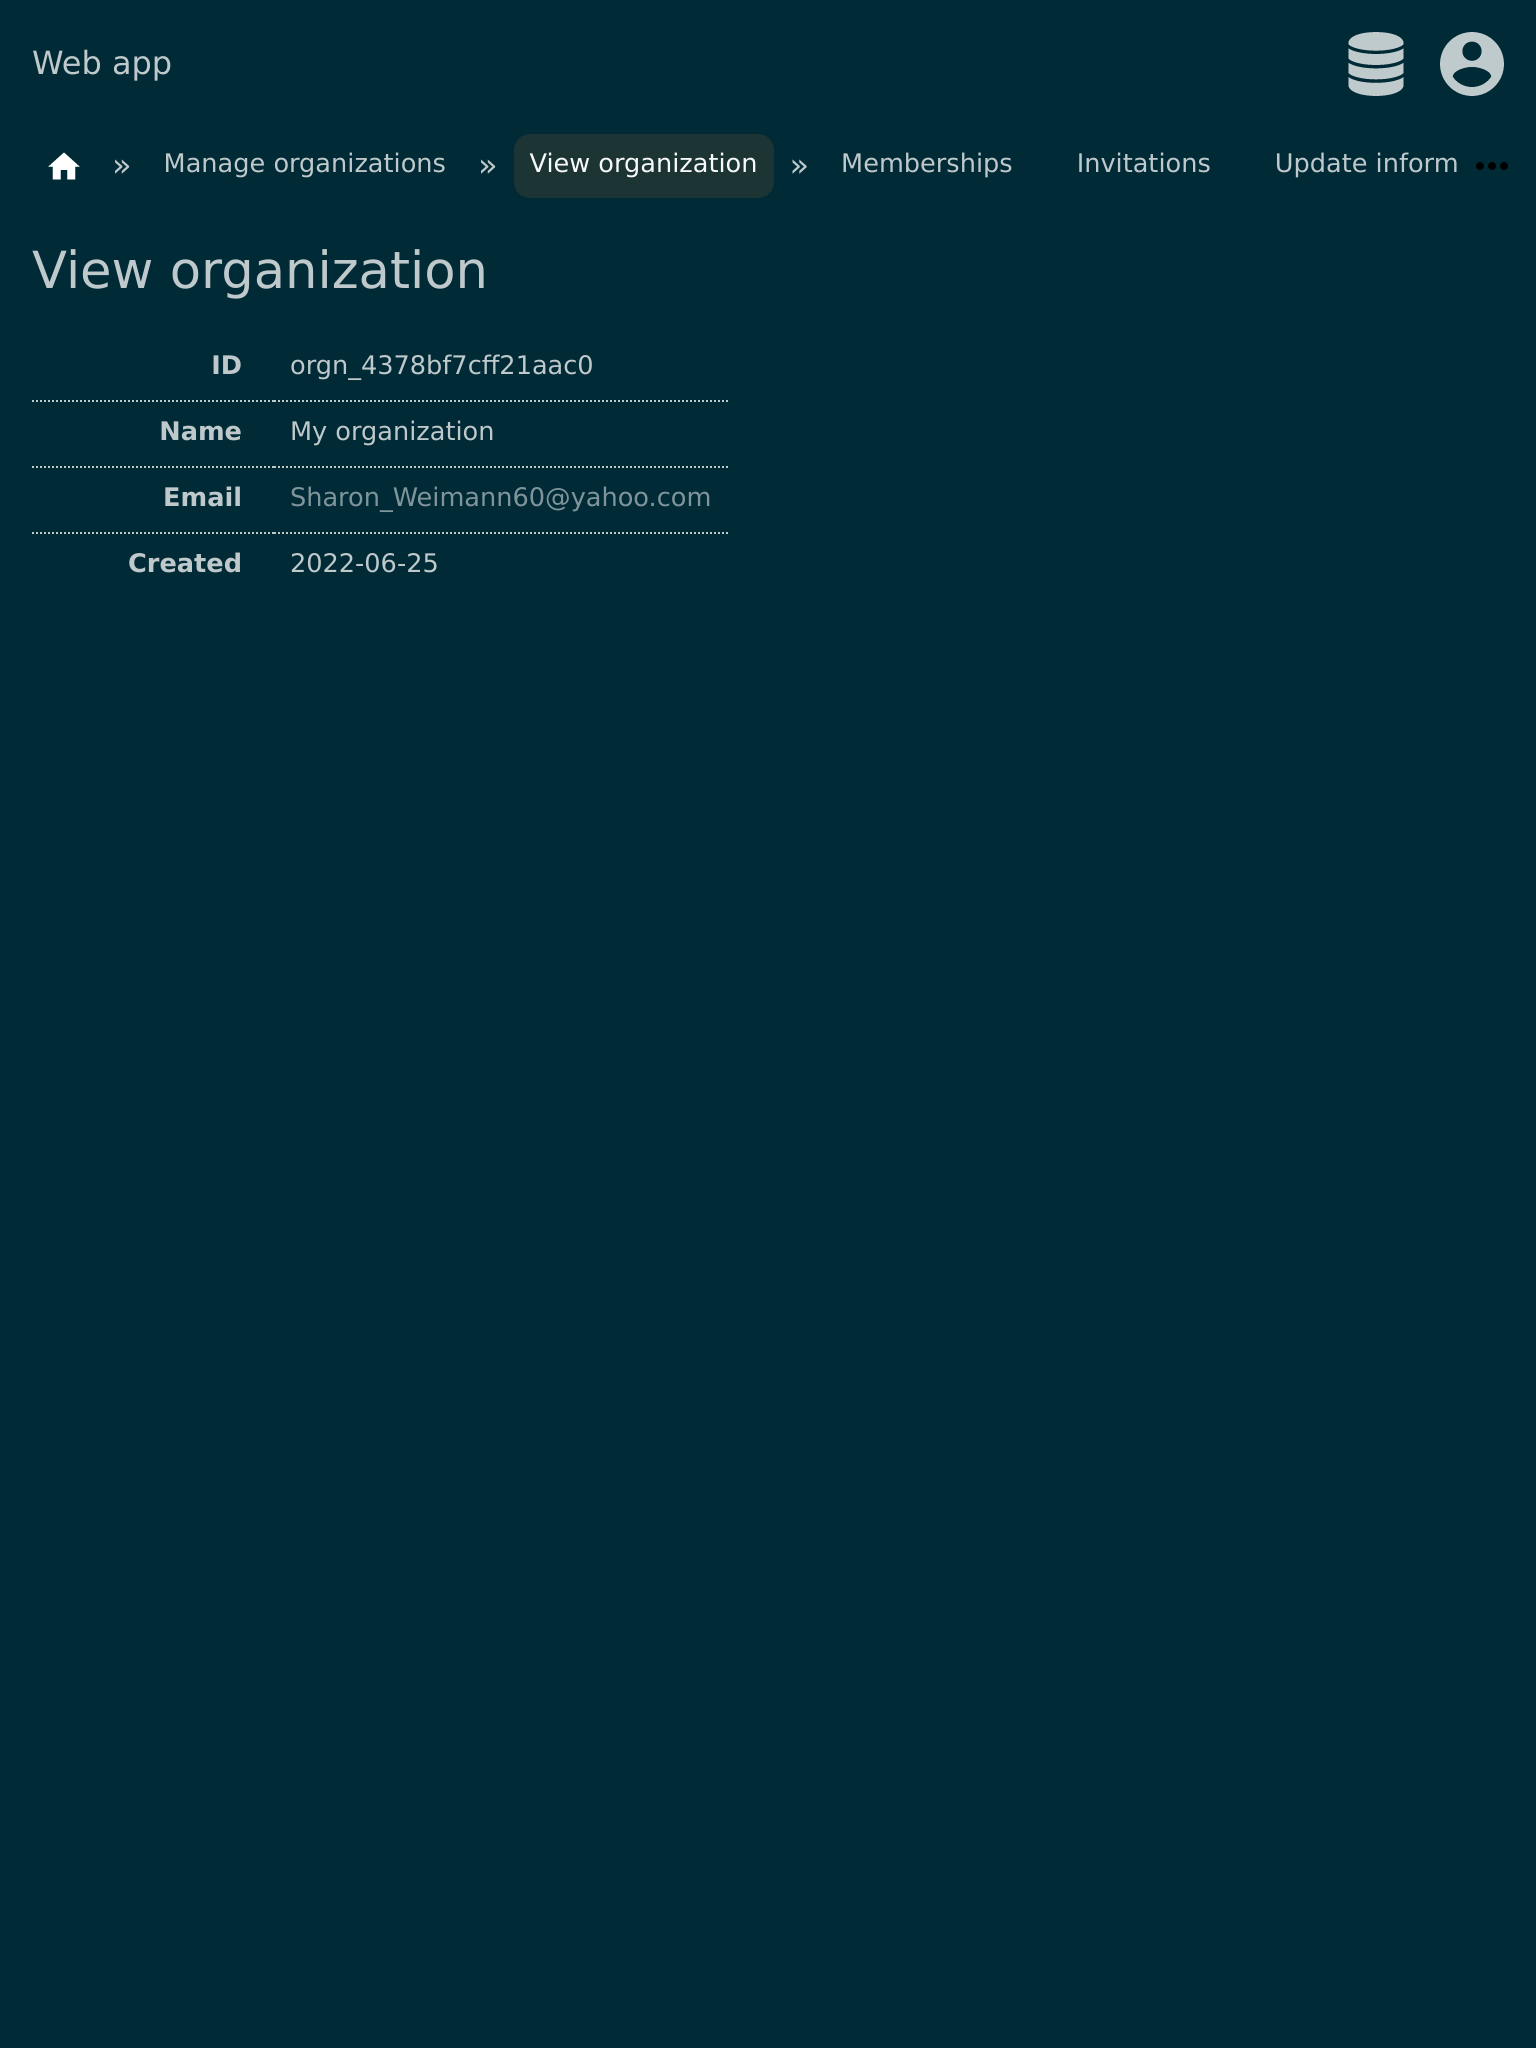 Web app
» Manage organizations » View organization » Memberships Invitations Update inform •••
View organization
ID orgn_4378bf7cff21aac0
Name My organization
Email Sharon_Weimann60@yahoo.com
Created 2022-06-25